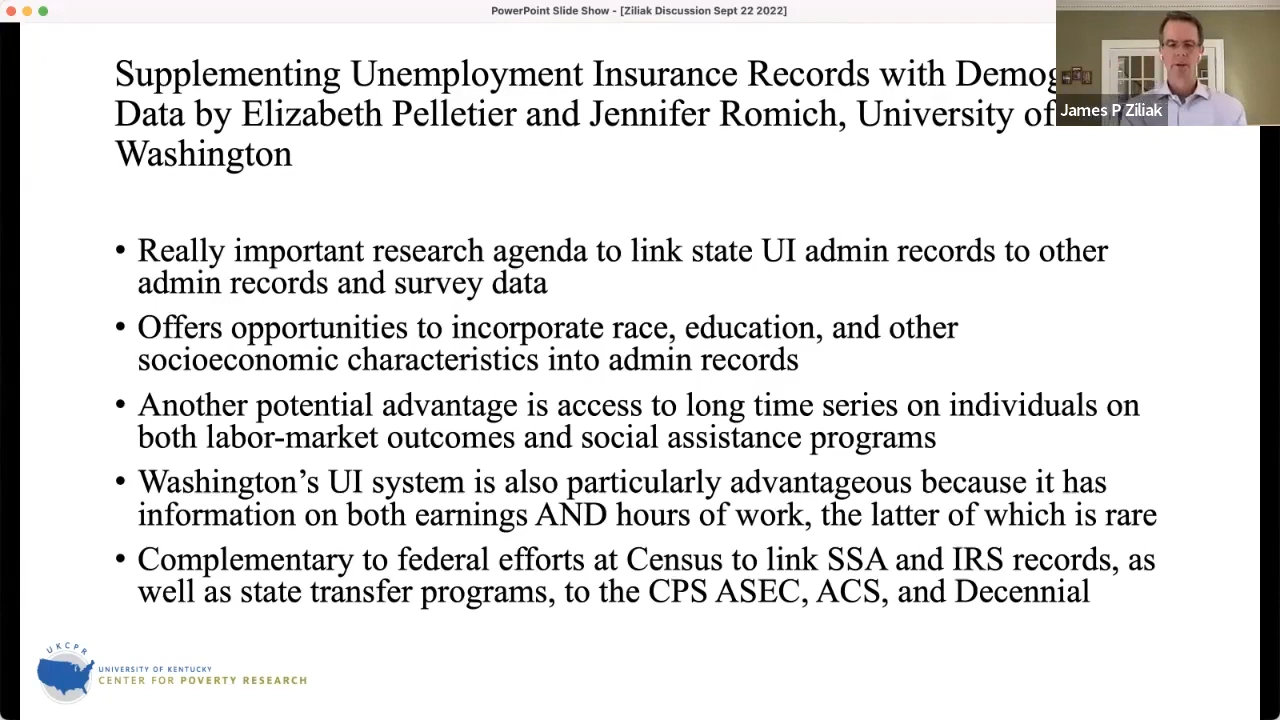 PowerPoint Slide Show - [Ziliak Discussion Sept 22 2022]
Supplementing Unemployment Insurance Records with
Data by Elizabeth Pelletier and Jennifer Romich, University of
Washington
James P Ziliak
• Really important research agenda to link state UI admin records to other
admin records and survey data
• Offers opportunities to incorporate race, education, and other
socioeconomic characteristics into admin records
• Another potential advantage is access to long time series on individuals on
both labor-market outcomes and social assistance programs
• Washington’s UI system is also particularly advantageous because it has
information on both earnings AND hours of work, the latter of which is rare
• Complementary to federal efforts at Census to link SSA and IRS records, as
well as state transfer programs, to the CPS ASEC, ACS, and Decennial
UKCPR
UNIVERSITY OF KENTUCKY
CENTER FOR POVERTY RESEARCH